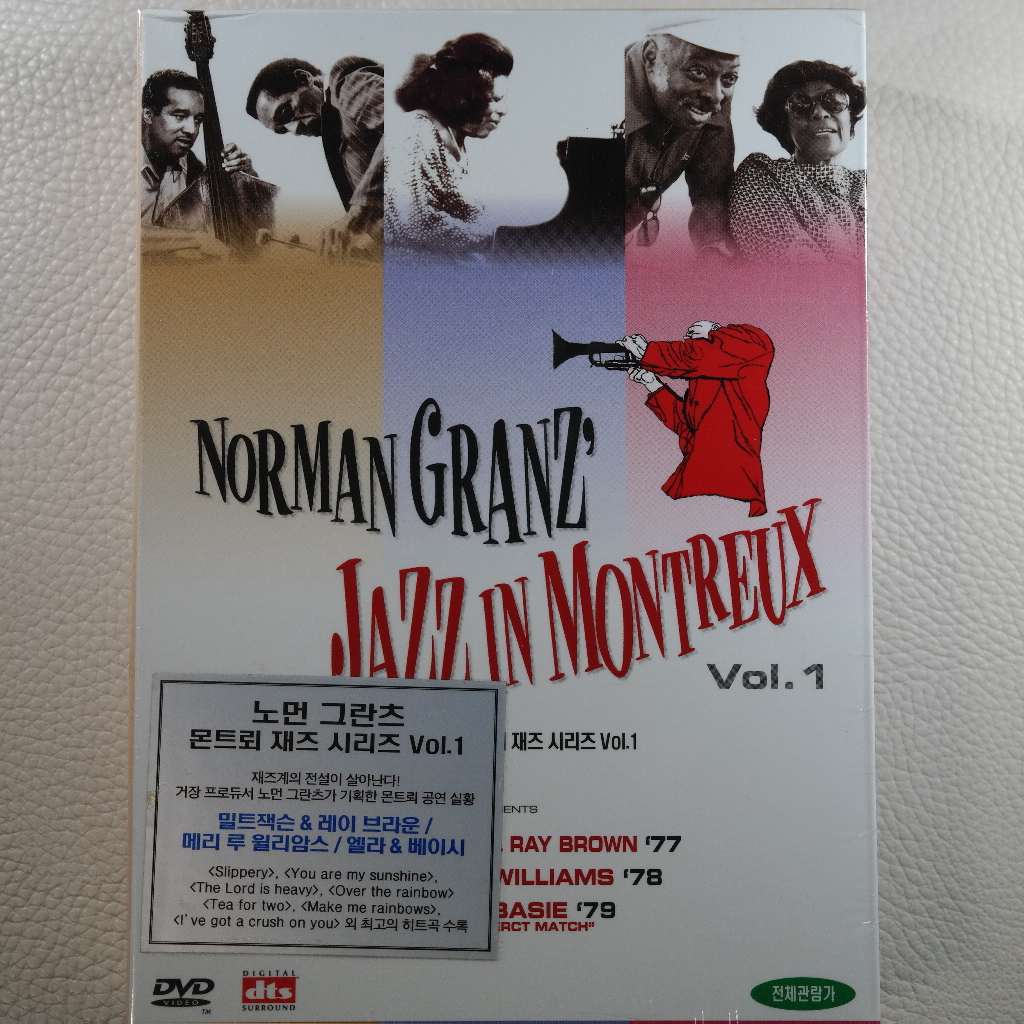 NORMAN GRANZ'
JAZZ IN MONTREUX
Vol.1
노먼 그란츠
몬트뢰 재즈 시리즈 Vol.1
재즈계의 전설이 살아난다!
거장 프로듀서 노먼 그란츠가 기획한 몬트뢰 공연 실황
밀트잭슨 & 레이 브라운 /
메리 루 윌리암스 / 엘라 & 베이시
<Slippery>, <You are my sunshine>,
<The Lord is heavy>, <Over the rainbow>
<Tea for two>, <Make me rainbows>,
<I've got a crush on you> 외 최고의 히트곡 수록
재즈 시리즈 Vol.1
ENTS
RAY BROWN '77
WILLIAMS '78
BASIE '79
ERCT MATCH"
DVD
VIDEO
TM
DIGITAL
dts
SURROUND
전체관람가